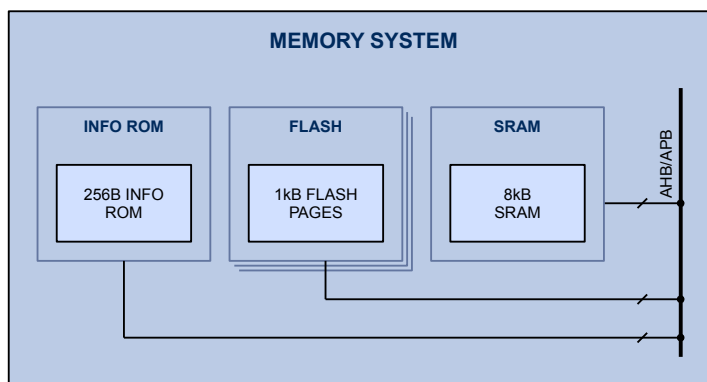 MEMORY SYSTEM
INFO ROM
FLASH
SRAM
256B INFO
ROM
1kB FLASH
PAGES
8kB
SRAM
AHB/APB